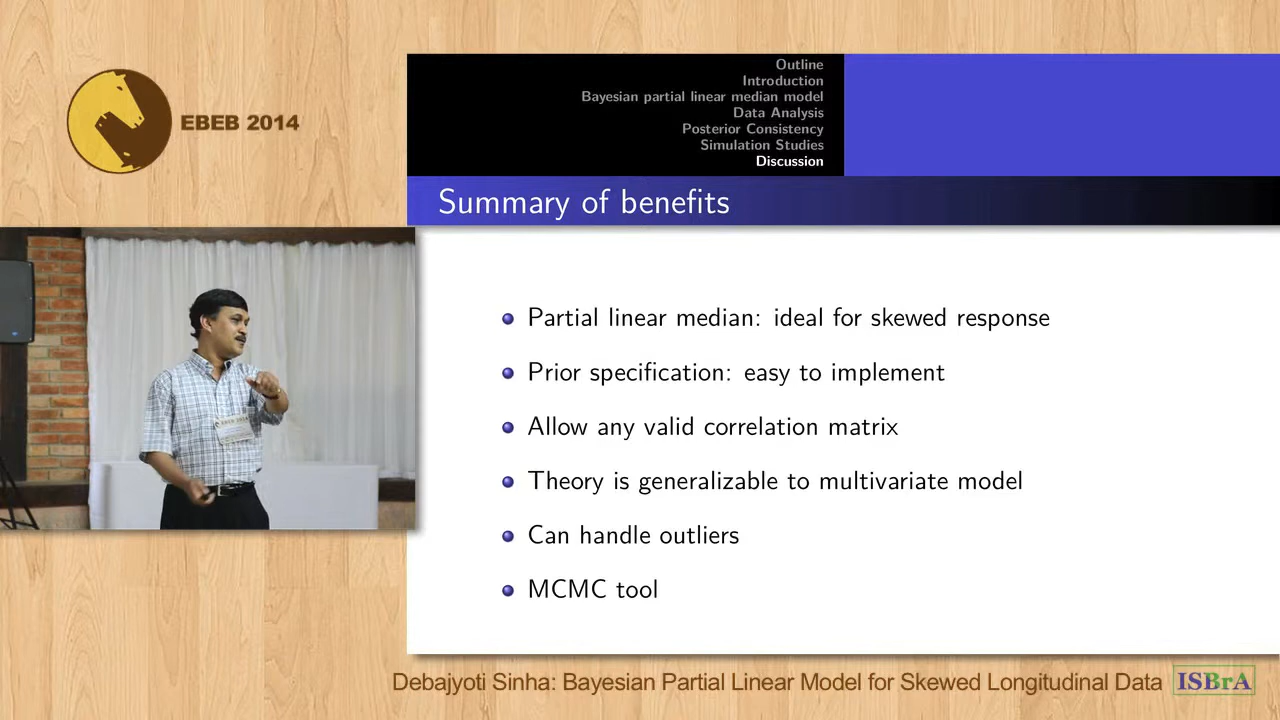 EBEB 2014
Outline
Introduction
Bayesian partial linear median model
Data Analysis
Posterior Consistency
Simulation Studies
Discussion
Summary of benefits
Partial linear median: ideal for skewed response
Prior specification: easy to implement
Allow any valid correlation matrix
Theory is generalizable to multivariate model
Can handle outliers
MCMC tool
EBEB 2014
Debajyoti Sinha: Bayesian Partial Linear Model for Skewed Longitudinal Data
ISBrA